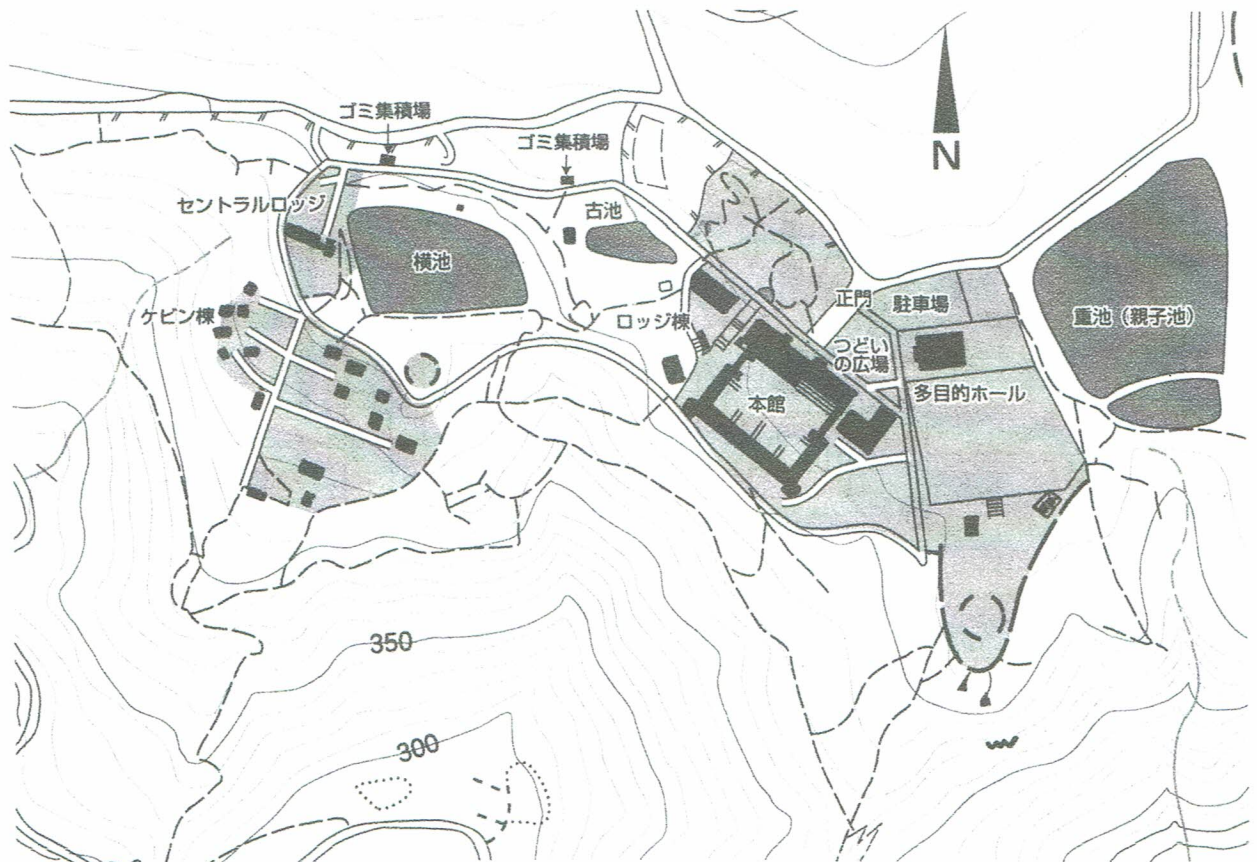 ゴミ集積場
ゴミ集積場
N
セントラルロッジ
古池
横池
ケビン棟
ロッジ棟
正門
駐車場
重池（親子池）
つどい
の広場
本館
多目的ホール
350
300